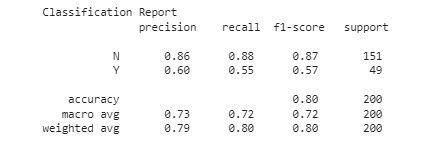 Classification Report
precision recall f1-score support
N 0.86 0.88 0.87 151
Y 0.60 0.55 0.57 49
accuracy 0.80 200
macro avg 0.73 0.72 0.72 200
weighted avg 0.79 0.80 0.80 200